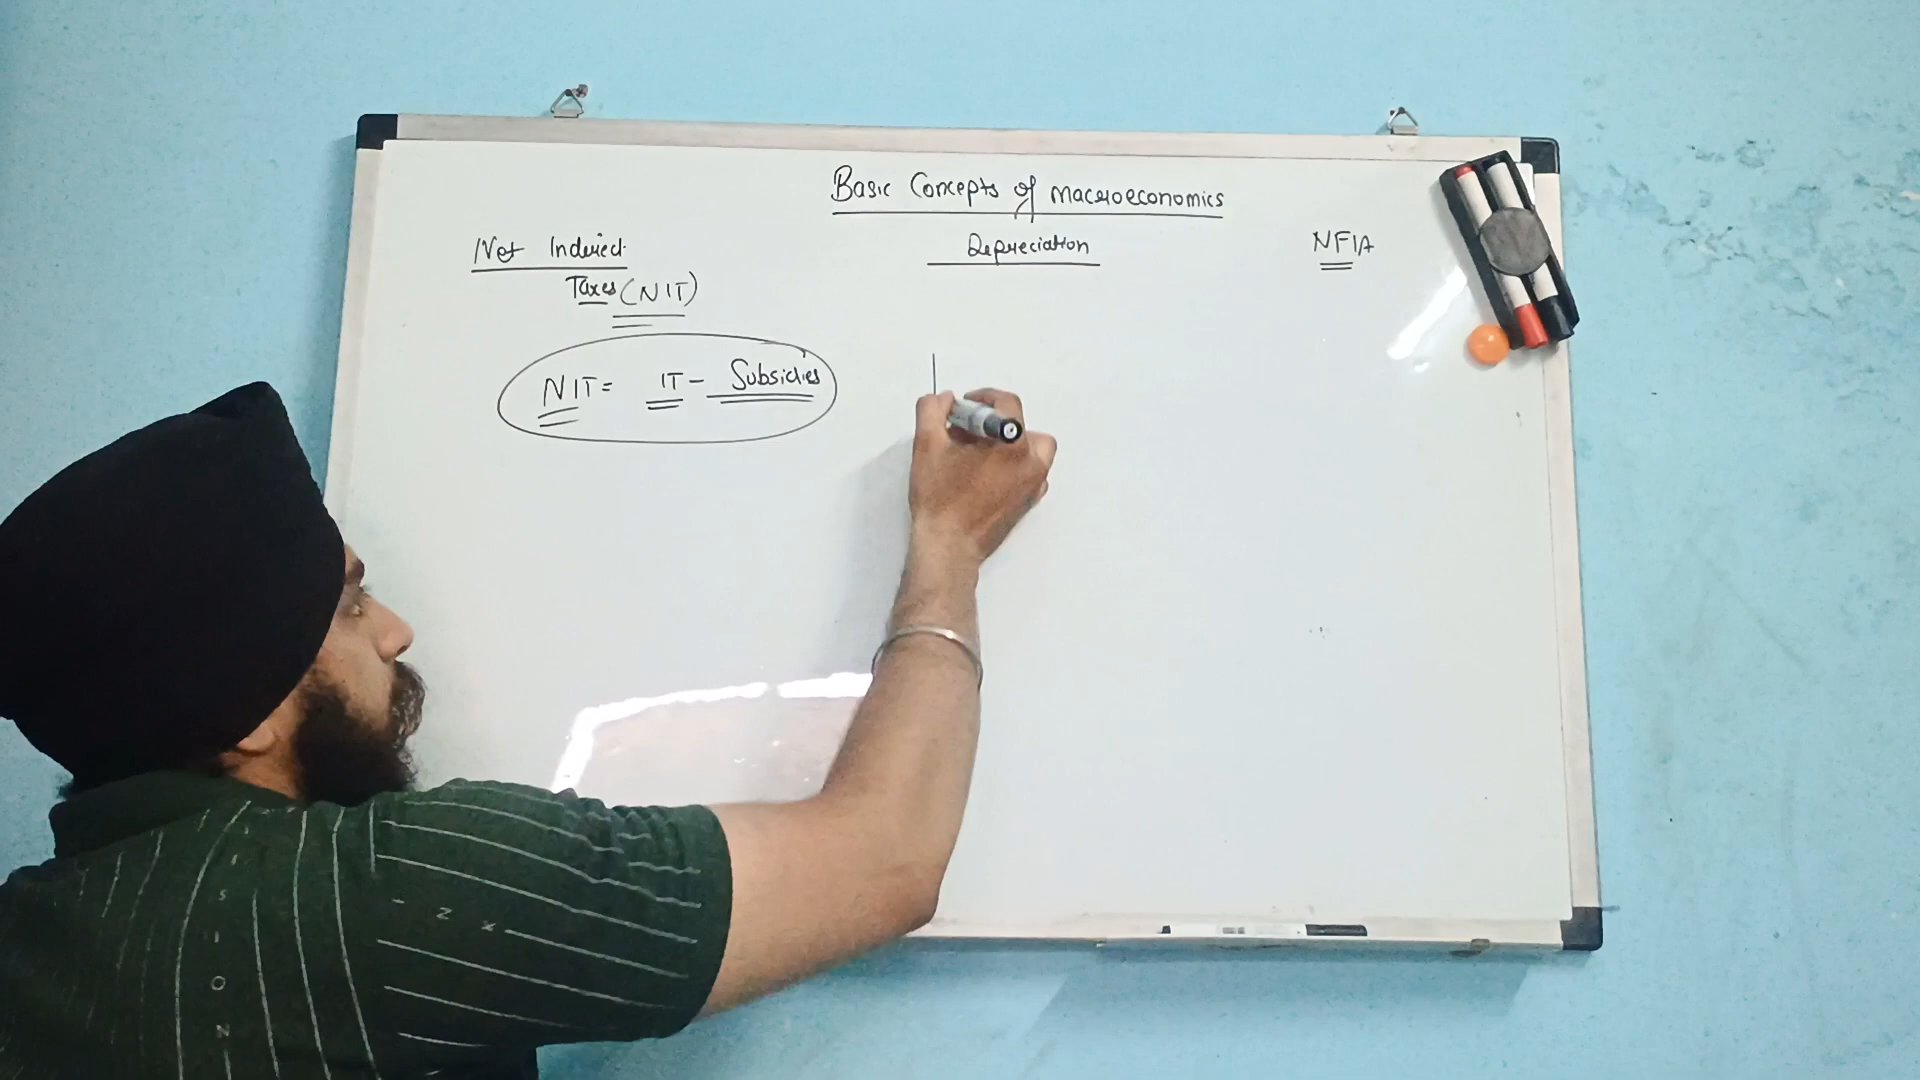 Basic Concepts of Macroeconomics
Net Indirect
Taxes (NIT)
NIT = IT - Subsidies
Depreciation
NFIA